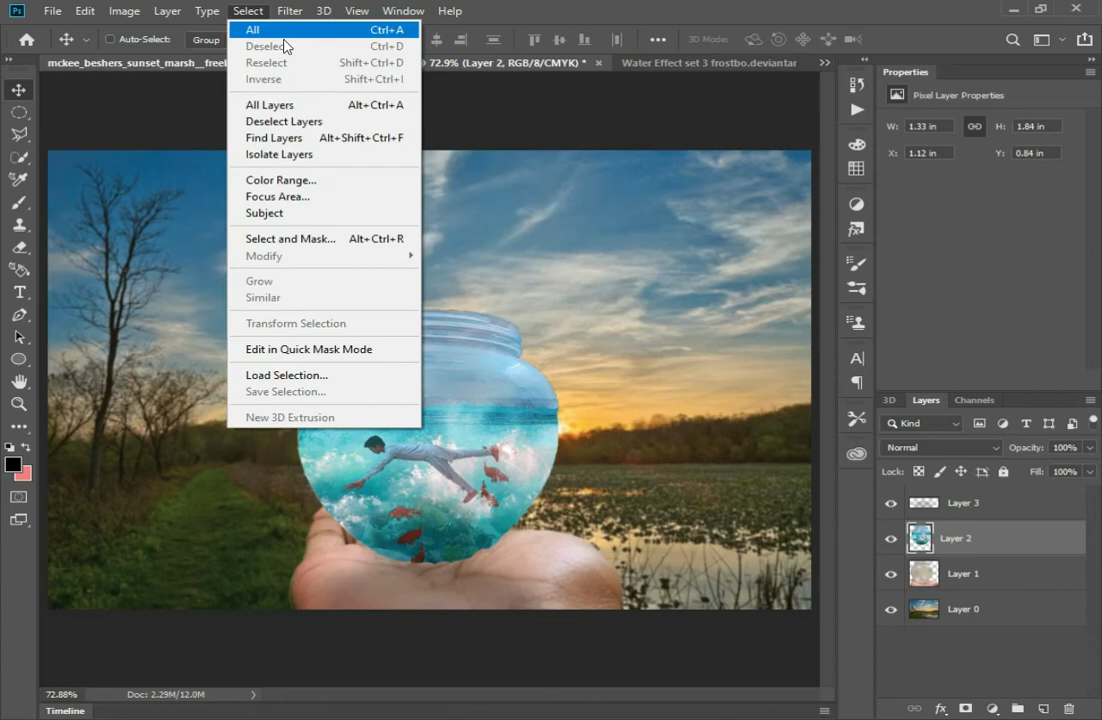 Ps File Edit Image Layer Type Select Filter 3D View Window Help
Auto-Select: Group 3D Mode:
mckee_beshers_sunset_marsh__freeb 72.9% (Layer 2, RGB/8/CMYK) * × Water Effect set 3 frostbo.deviantar
All Ctrl+A
Deselect Ctrl+D
Reselect Shift+Ctrl+D
Inverse Shift+Ctrl+I
All Layers Alt+Ctrl+A
Deselect Layers
Find Layers Alt+Shift+Ctrl+F
Isolate Layers
Color Range...
Focus Area...
Subject
Select and Mask... Alt+Ctrl+R
Modify
Grow
Similar
Transform Selection
Edit in Quick Mask Mode
Load Selection...
Save Selection...
New 3D Extrusion
Properties
Pixel Layer Properties
W: 1.33 in H: 1.84 in
X: 1.12 in Y: 0.84 in
3D Layers Channels
Kind
Normal Opacity: 100%
Lock: Fill: 100%
Layer 3
Layer 2
Layer 1
Layer 0
fx
72.88% Doc: 2.29M/12.0M
Timeline